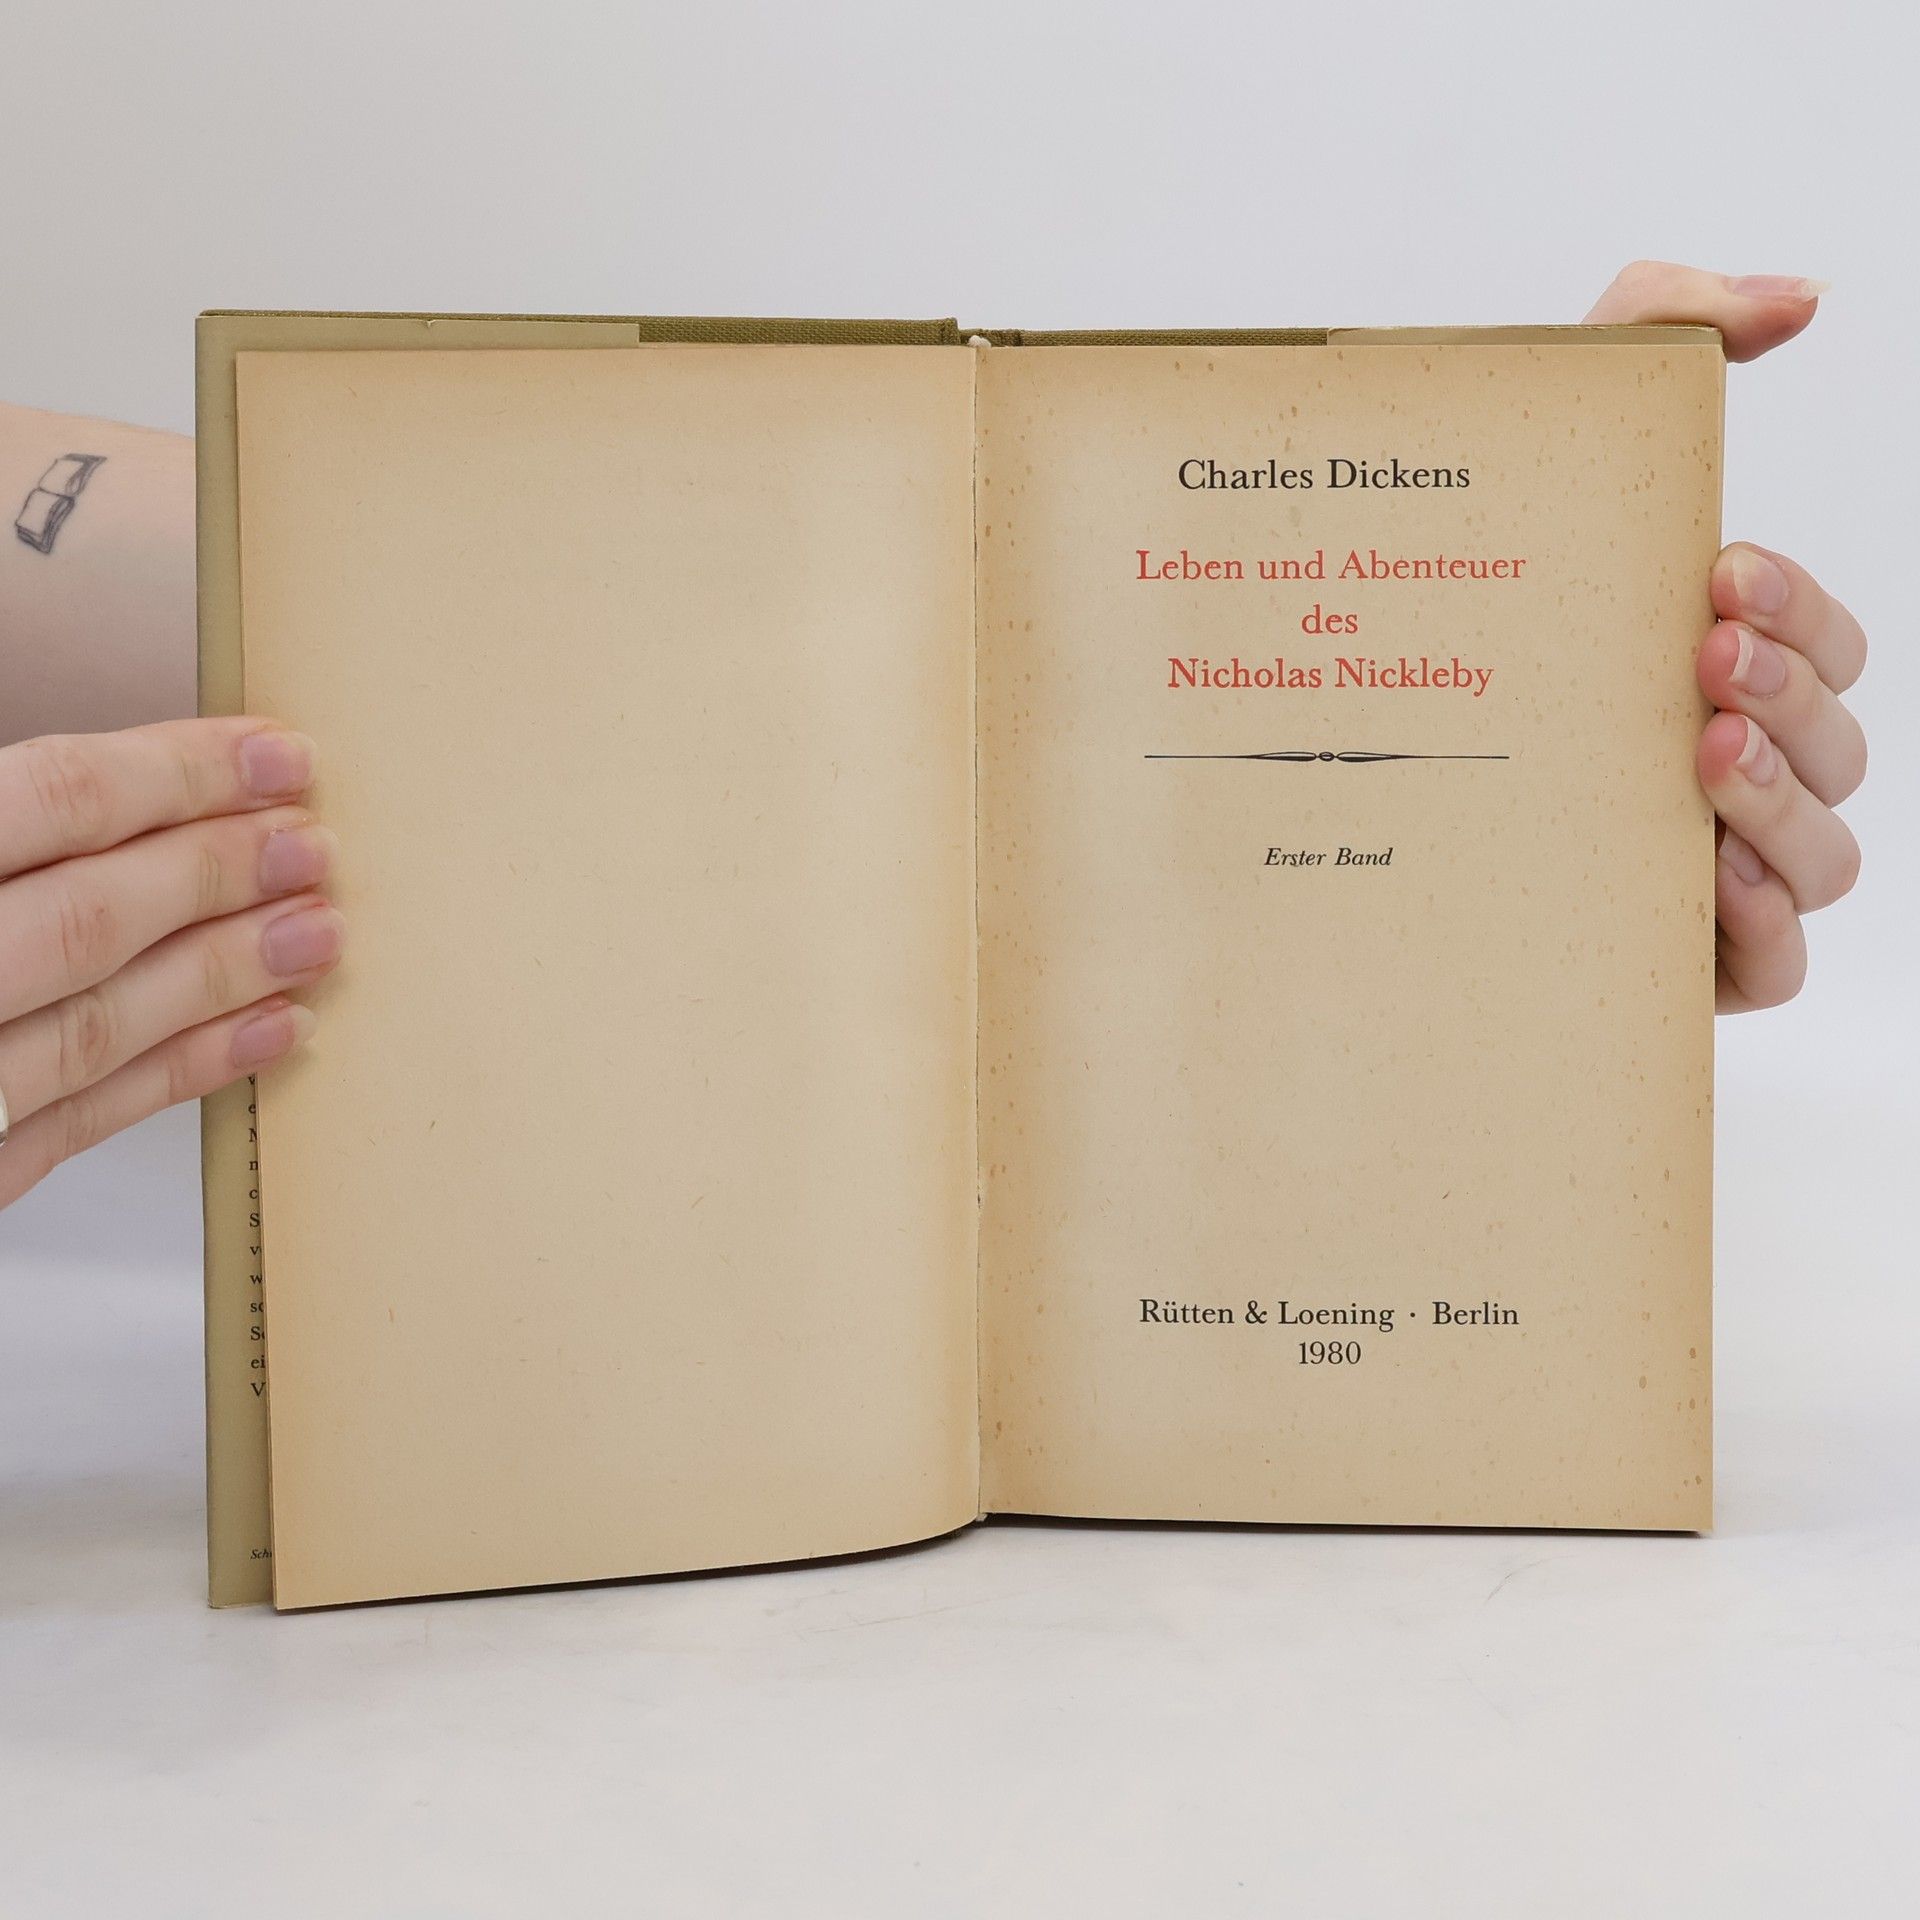 Charles Dickens
Leben und Abenteuer
des
Nicholas Nickleby
Erster Band
Rütten & Loening · Berlin
1980